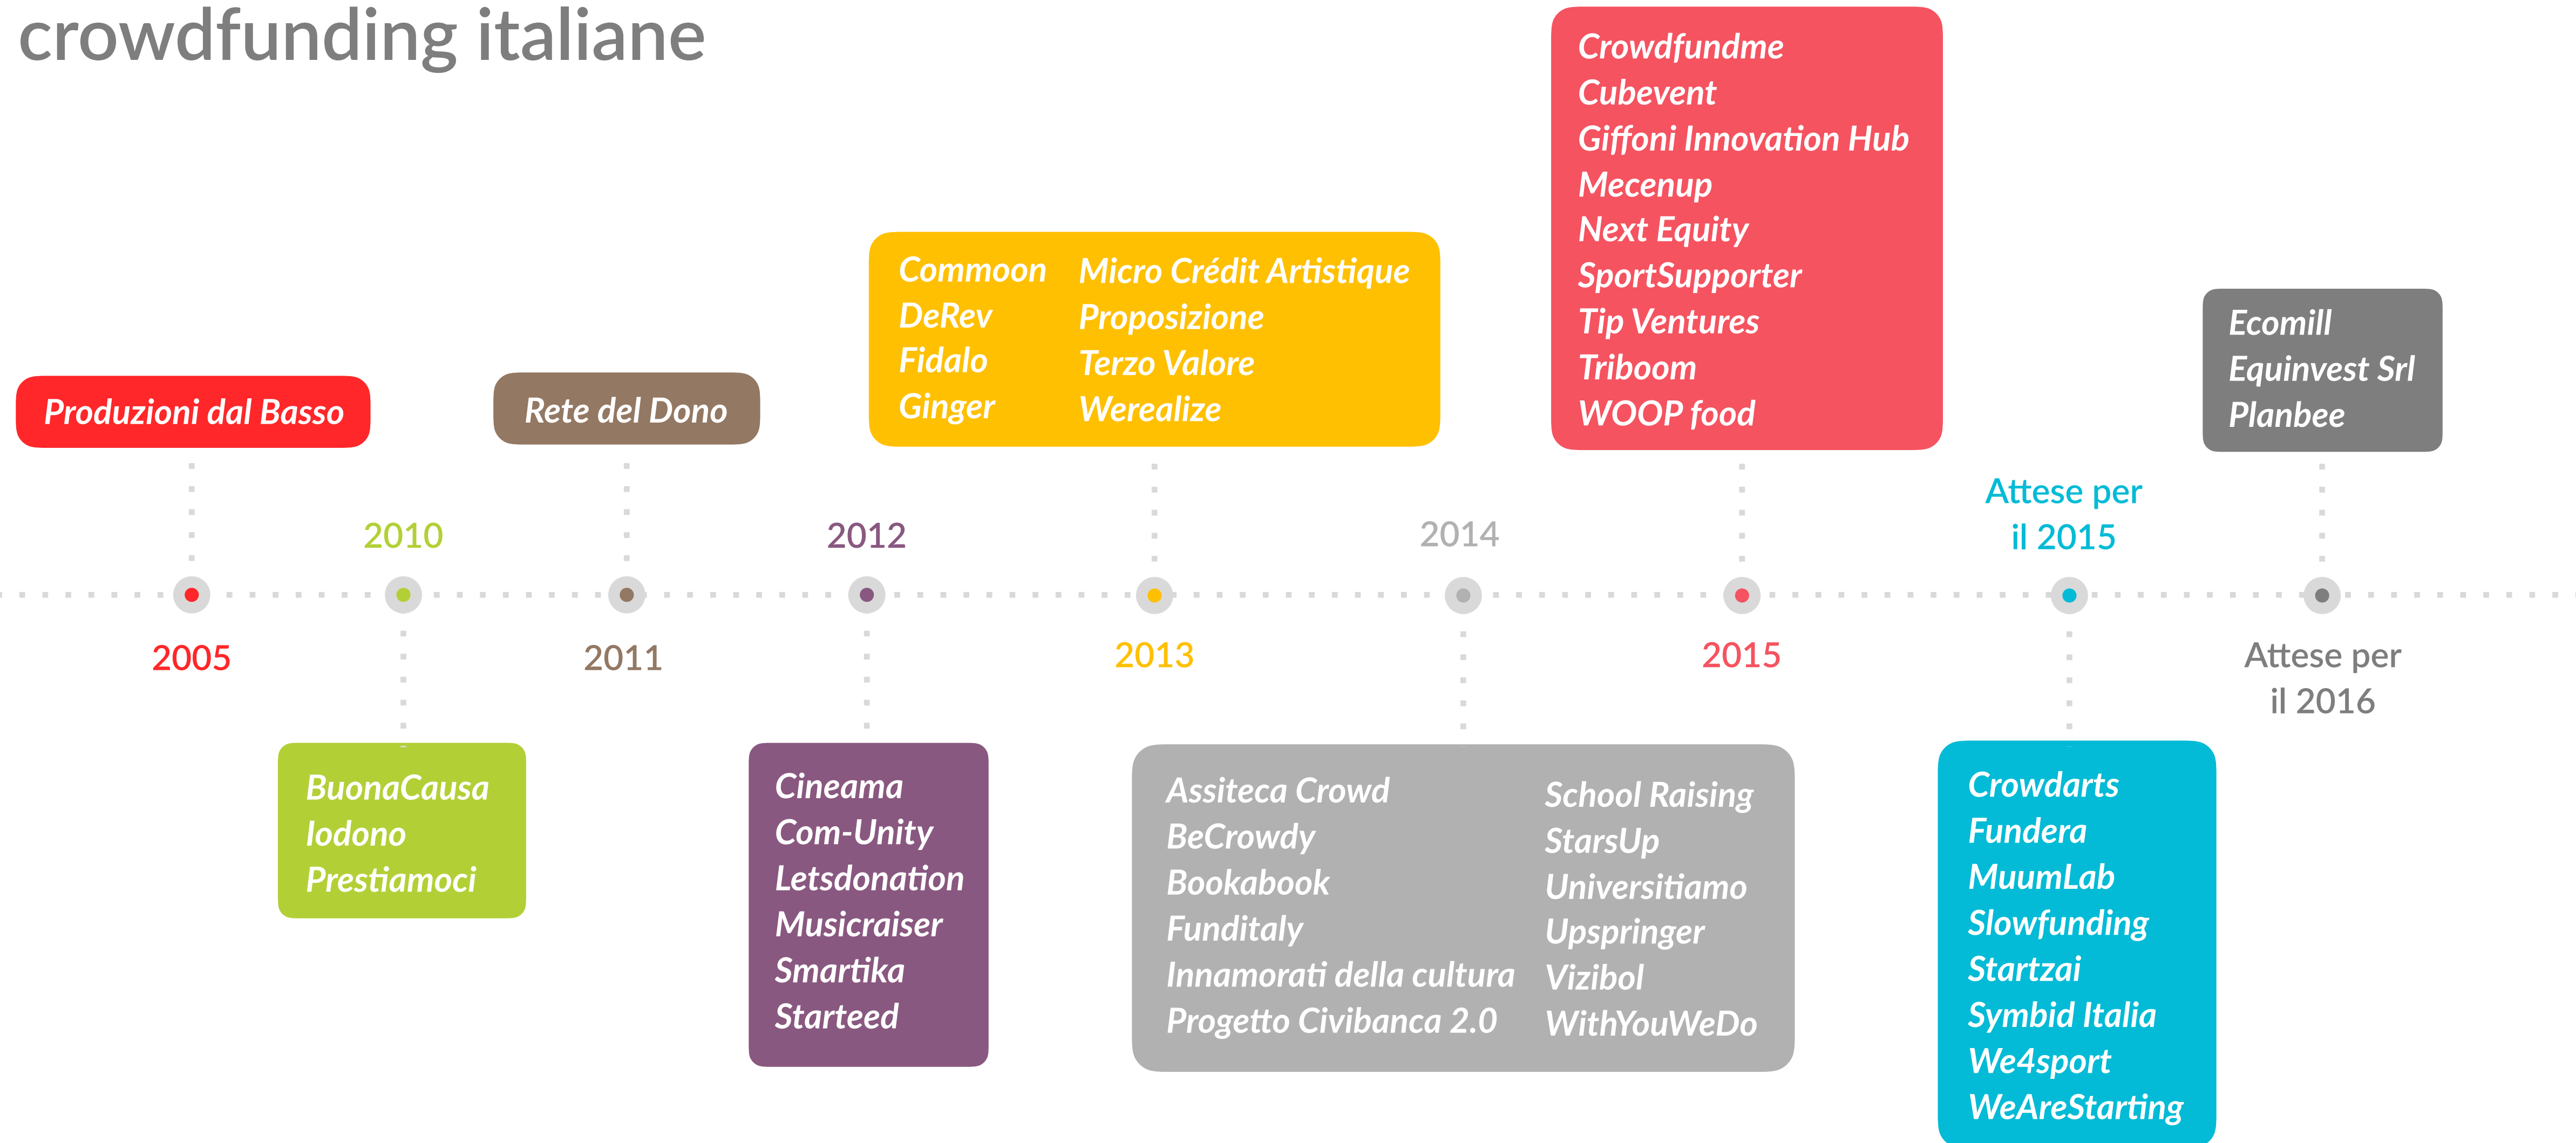 crowdfunding italiane
Produzioni dal Basso
2005
2010
BuonaCausa
Iodono
Prestiamoci
Rete del Dono
2011
2012
Cineama
Com-Unity
Letsdonation
Musicraiser
Smartika
Starteed
Commoon
DeRev
Fidalo
Ginger
Micro Crédit Artistique
Proposizione
Terzo Valore
Werealize
2013
2014
Assiteca Crowd
BeCrowdy
Bookabook
Funditaly
Innamorati della cultura
Progetto Civibanca 2.0
School Raising
StarsUp
Universitiamo
Upspringer
Vizibol
WithYouWeDo
Crowdfundme
Cubevent
Giffoni Innovation Hub
Mecenup
Next Equity
SportSupporter
Tip Ventures
Triboom
WOOP food
2015
Attese per
il 2015
Crowdarts
Fundera
MuumLab
Slowfunding
Startzai
Symbid Italia
We4sport
WeAreStarting
Ecomill
Equinvest Srl
Planbee
Attese per
il 2016